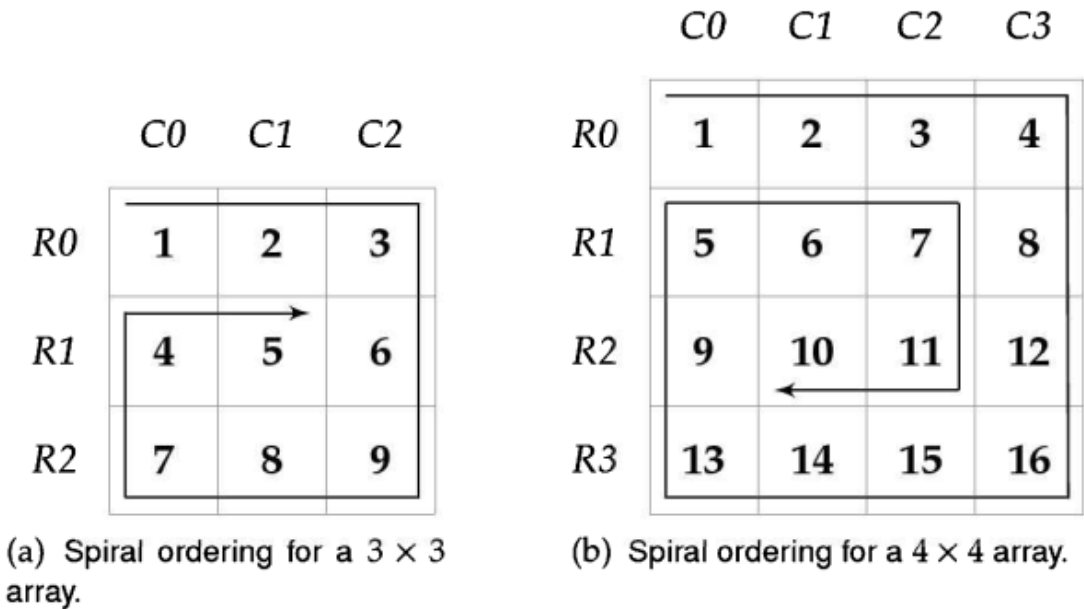 C0 C1 C2
R0 1 2 3
R1 4 5 6
R2 7 8 9
(a) Spiral ordering for a 3 × 3
array.
C0 C1 C2 C3
R0 1 2 3 4
R1 5 6 7 8
R2 9 10 11 12
R3 13 14 15 16
(b) Spiral ordering for a 4 × 4 array.